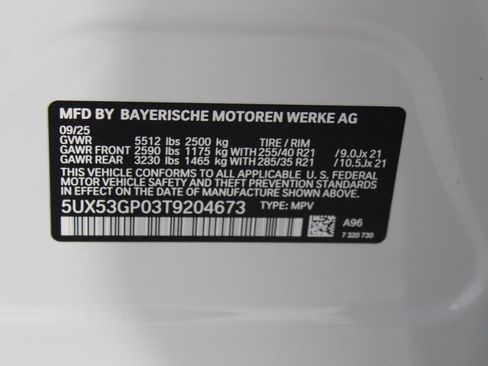 MFD BY BAYERISCHE MOTOREN WERKE AG
09/25
GVWR 5512 lbs 2500 kg TIRE / RIM
GAWR FRONT 2590 lbs 1175 kg WITH 255/40 R21 /9.0Jx 21
GAWR REAR 3230 lbs 1465 kg WITH 285/35 R21 /10.5Jx 21
THIS VEHICLE CONFORMS TO ALL APPLICABLE U. S. FEDERAL
SAFETY AND THEFT PREVENTION STANDARDS IN EFFECT
ON THE DATE OF MANUFACTURE SHOWN ABOVE.
5UX53GP03T9204673 TYPE: MPV
A96
7 320 730